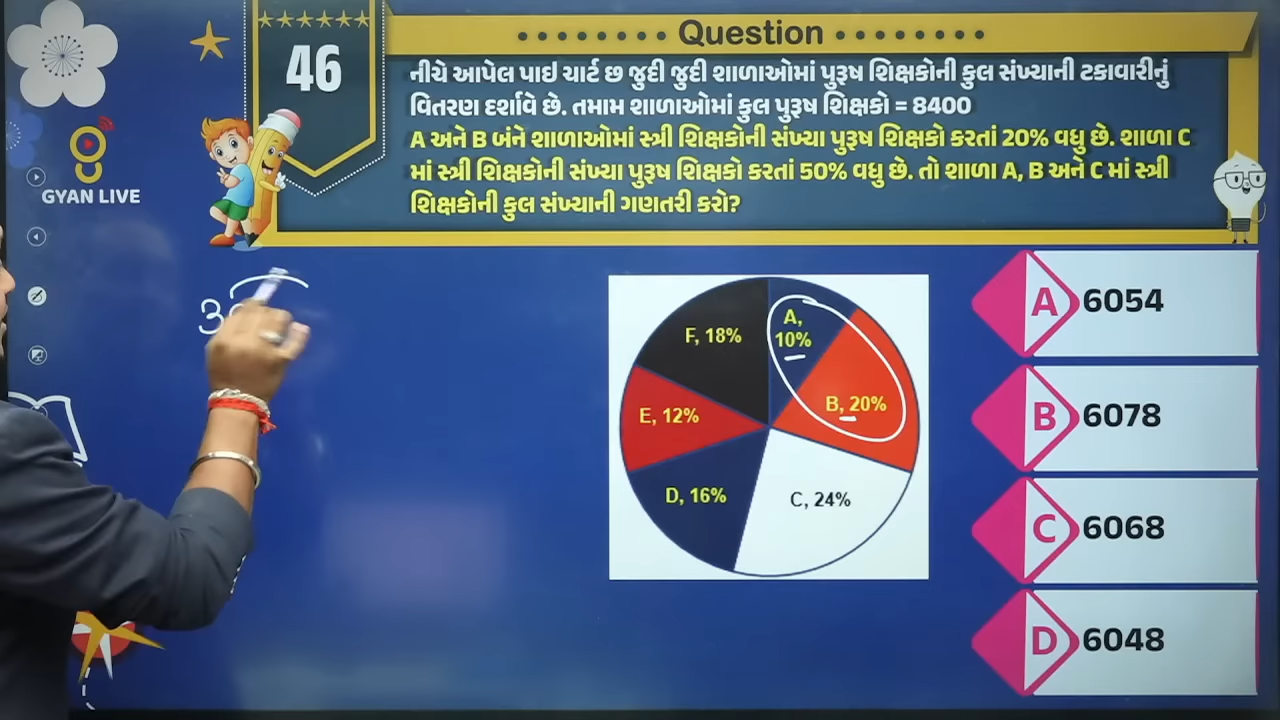 Question
46
નીચે આપેલ પાઇ ચાર્ટ છ જુદી જુદી શાળાઓમાં પુરૂષ શિક્ષકોની કુલ સંખ્યાની ટકાવારીનું
વિતરણ દર્શાવે છે. તમામ શાળાઓમાં કુલ પુરૂષ શિક્ષકો = 8400
A અને B બંને શાળાઓમાં સ્ત્રી શિક્ષકોની સંખ્યા પુરૂષ શિક્ષકો કરતાં 20% વધુ છે. શાળા C
માં સ્ત્રી શિક્ષકોની સંખ્યા પુરૂષ શિક્ષકો કરતાં 50% વધુ છે. તો શાળા A, B અને C માં સ્ત્રી
શિક્ષકોની કુલ સંખ્યાની ગણતરી કરો?
GYAN LIVE
3
A,
10%
B, 20%
C, 24%
D, 16%
E, 12%
F, 18%
A 6054
B 6078
C 6068
D 6048